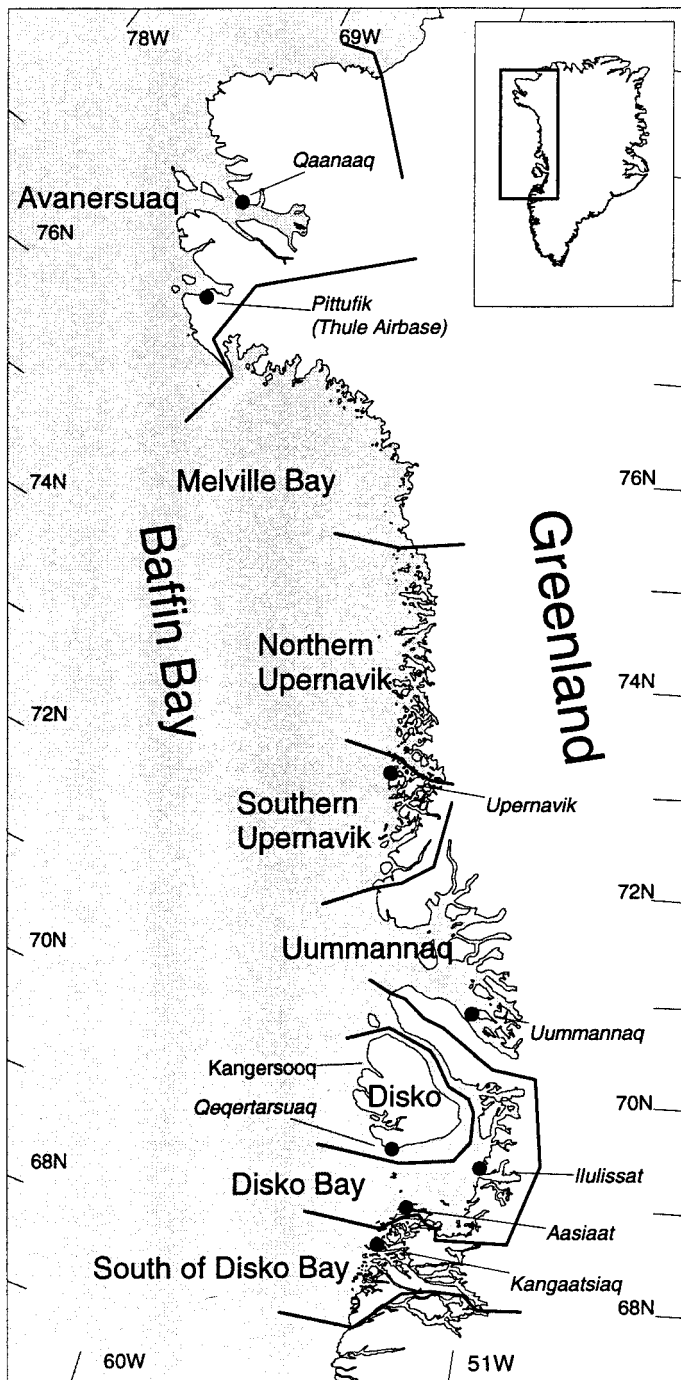 78W
69W
Qaanaaq
Avanersuaq
76N
Pittufik
(Thule Airbase)
Melville Bay
74N
76N
Baffin Bay
Greenland
Northern
Upernavik
74N
72N
Southern
Upernavik
Upernavik
72N
70N
Uummannaq
Uummannaq
Kangersooq
Disko
Qeqertarsuaq
70N
68N
Disko Bay
Ilulissat
Aasiaat
South of Disko Bay
Kangaatsiaq
68N
60W
51W